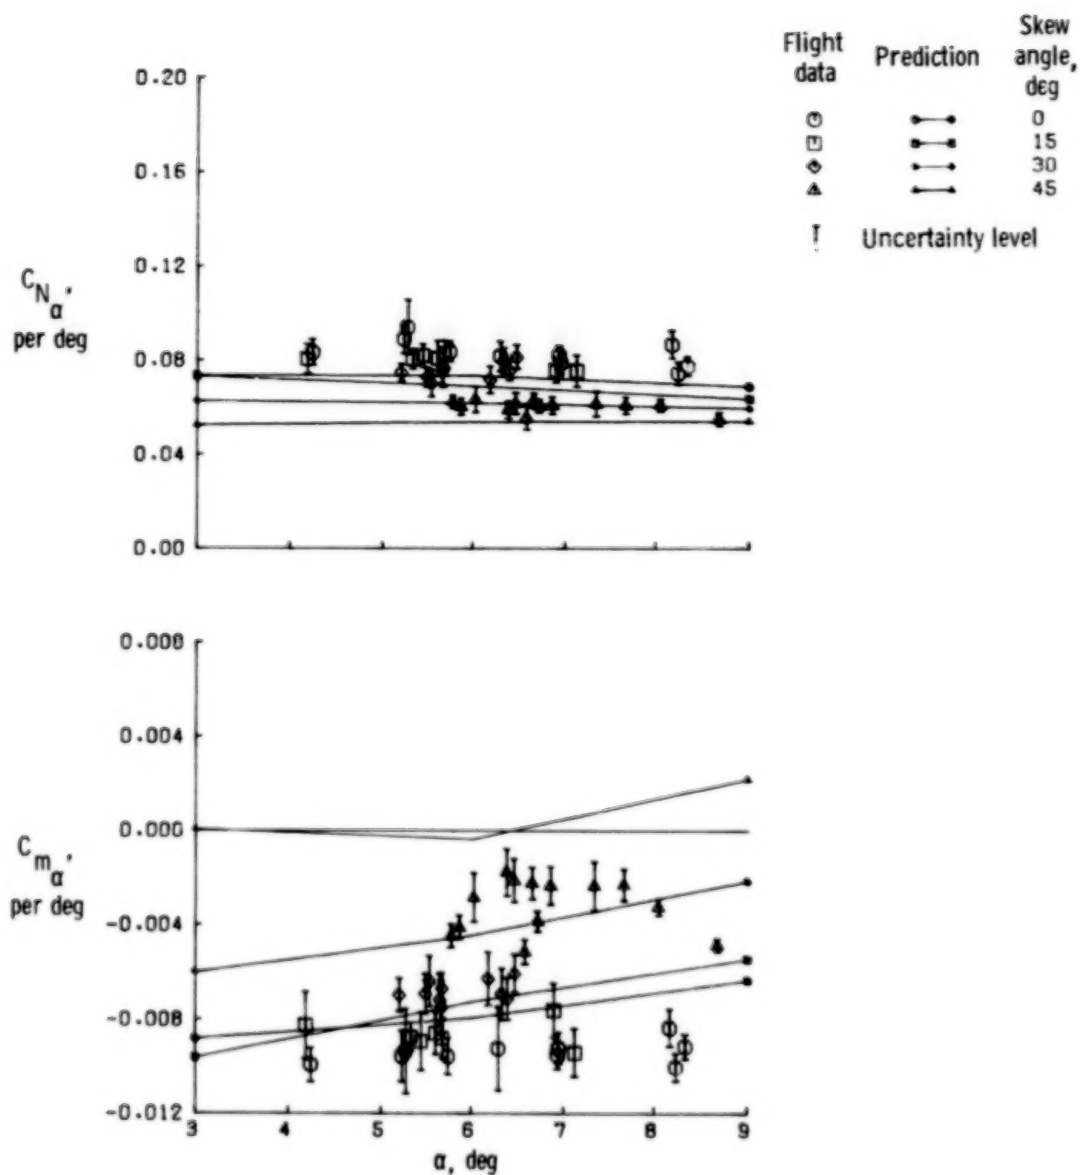 Flight data
Prediction
Skew angle, deg
0
15
30
45
Uncertainty level
0.20
0.16
0.12
0.08
0.04
0.00
CNα, per deg
0.008
0.004
0.000
-0.004
-0.008
-0.012
Cmα, per deg
3 4 5 6 7 8 9
α, deg